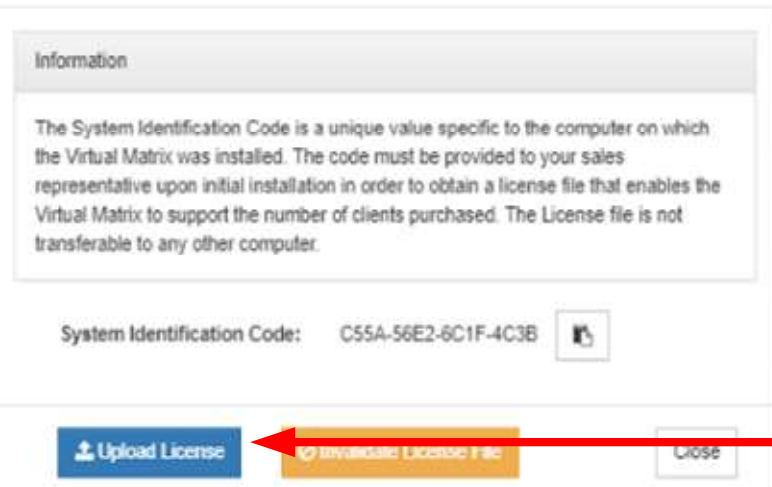 Information
The System Identification Code is a unique value specific to the computer on which
the Virtual Matrix was installed. The code must be provided to your sales
representative upon initial installation in order to obtain a license file that enables the
Virtual Matrix to support the number of clients purchased. The License file is not
transferable to any other computer.
System Identification Code: C55A-56E2-6C1F-4C3B
Upload License Invalidate License File Close